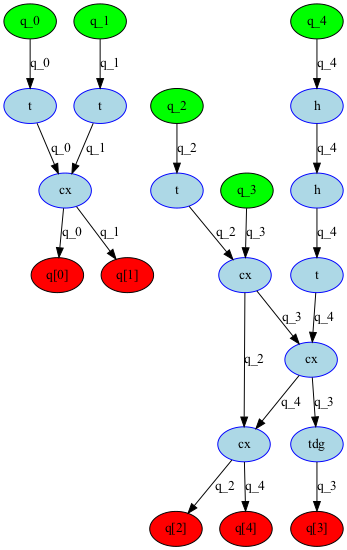 q_0 q_1 q_4
q_0 q_1 q_4
t t q_2 h
q_0 q_1 q_2 q_4
cx t q_3 h
q_0 q_1 q_2 q_3 q_4
q[0] q[1] cx t
q_3 q_4
q_2 cx
q_4 q_3
cx tdg
q_2 q_4 q_3
q[2] q[4] q[3]